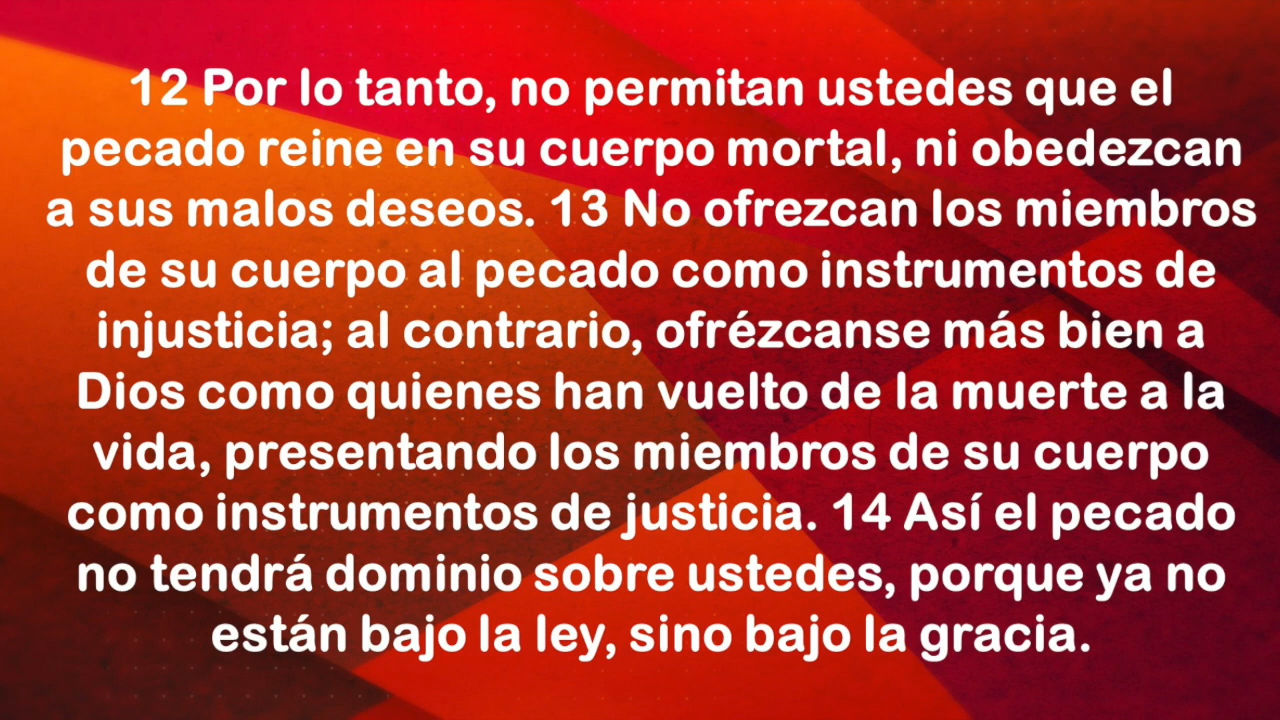 12 Por lo tanto, no permitan ustedes que el
pecado reine en su cuerpo mortal, ni obedezcan
a sus malos deseos. 13 No ofrezcan los miembros
de su cuerpo al pecado como instrumentos de
injusticia; al contrario, ofrézcanse más bien a
Dios como quienes han vuelto de la muerte a la
vida, presentando los miembros de su cuerpo
como instrumentos de justicia. 14 Así el pecado
no tendrá dominio sobre ustedes, porque ya no
están bajo la ley, sino bajo la gracia.